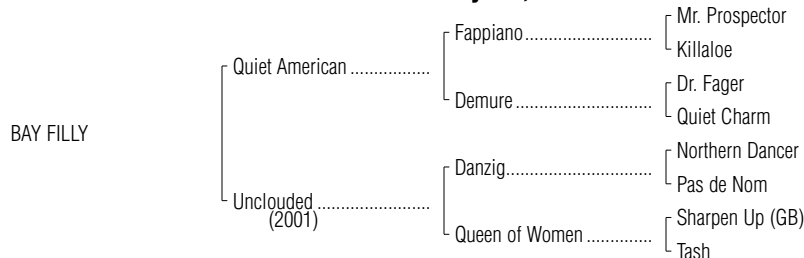 Mr. Prospector
Fappiano
Killaloe
Quiet American
Dr. Fager
Demure
Quiet Charm
BAY FILLY
Northern Dancer
Danzig
Pas de Nom
Unclouded
(2001)
Sharpen Up (GB)
Queen of Women
Tash